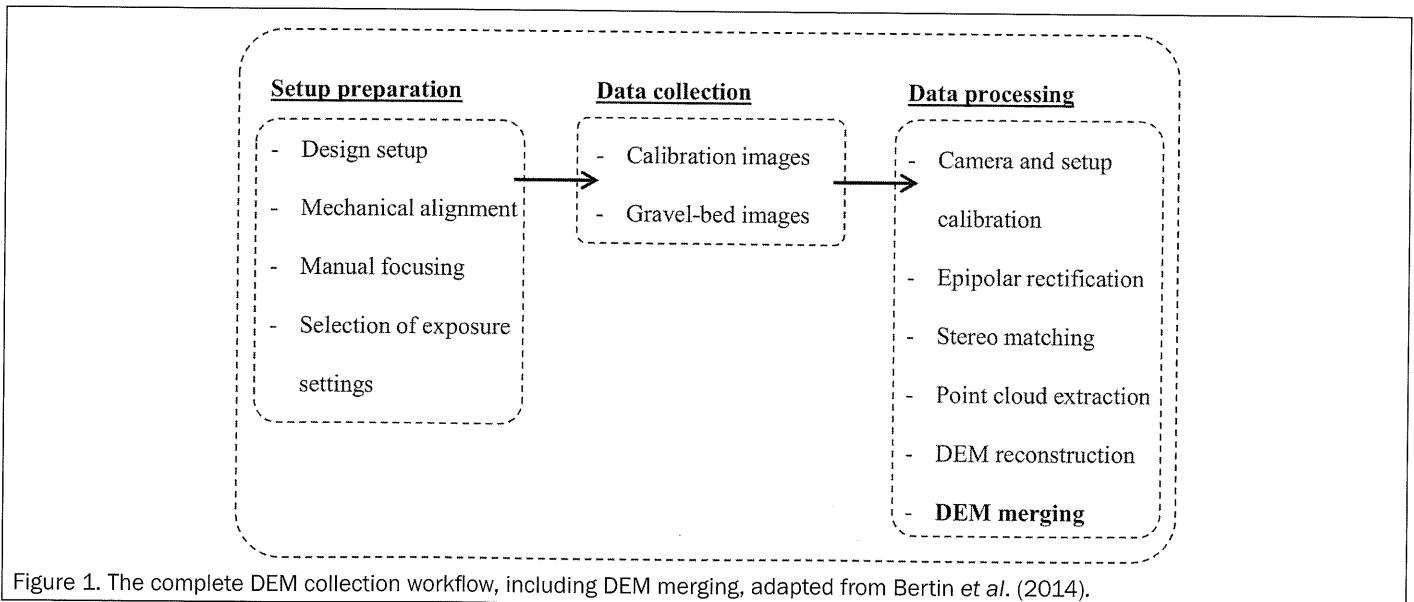 Setup preparation
- Design setup
- Mechanical alignment
- Manual focusing
- Selection of exposure
settings
Data collection
- Calibration images
- Gravel-bed images
Data processing
- Camera and setup
calibration
- Epipolar rectification
- Stereo matching
- Point cloud extraction
- DEM reconstruction
- DEM merging
Figure 1. The complete DEM collection workflow, including DEM merging, adapted from Bertin et al. (2014).